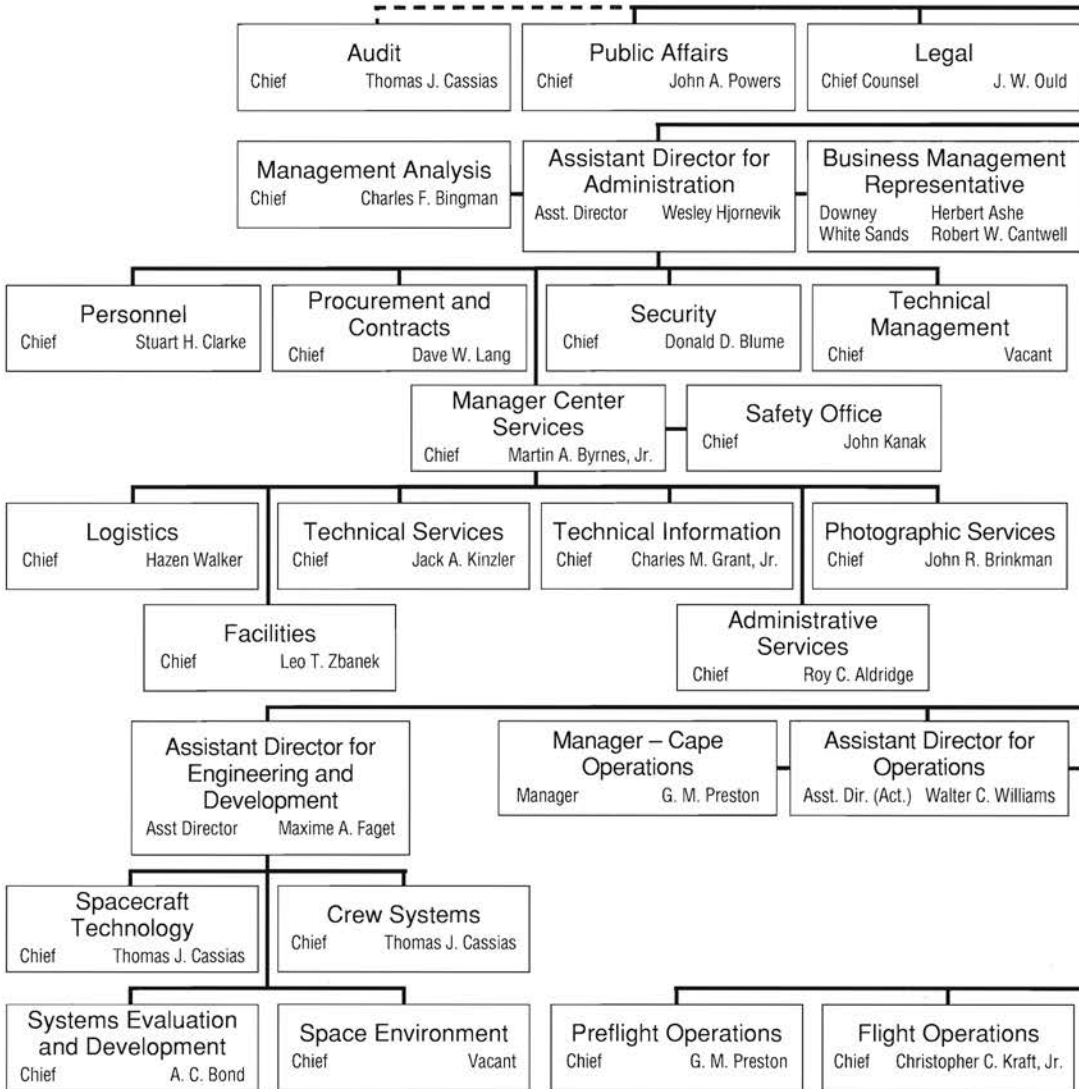 Audit
Chief Thomas J. Cassias
Public Affairs
Chief John A. Powers
Legal
Chief Counsel J. W. Ould
Management Analysis
Chief Charles F. Bingman
Assistant Director for
Administration
Asst. Director Wesley Hjornevik
Business Management
Representative
Downey Herbert Ashe
White Sands Robert W. Cantwell
Personnel
Chief Stuart H. Clarke
Procurement and
Contracts
Chief Dave W. Lang
Security
Chief Donald D. Blume
Technical
Management
Chief Vacant
Manager Center
Services
Chief Martin A. Byrnes, Jr.
Safety Office
Chief John Kanak
Logistics
Chief Hazen Walker
Technical Services
Chief Jack A. Kinzler
Technical Information
Chief Charles M. Grant, Jr.
Photographic Services
Chief John R. Brinkman
Facilities
Chief Leo T. Zbanek
Administrative
Services
Chief Roy C. Aldridge
Assistant Director for
Engineering and
Development
Asst Director Maxime A. Faget
Manager – Cape
Operations
Manager G. M. Preston
Assistant Director for
Operations
Asst. Dir. (Act.) Walter C. Williams
Spacecraft
Technology
Chief Thomas J. Cassias
Crew Systems
Chief Thomas J. Cassias
Systems Evaluation
and Development
Chief A. C. Bond
Space Environment
Chief Vacant
Preflight Operations
Chief G. M. Preston
Flight Operations
Chief Christopher C. Kraft, Jr.